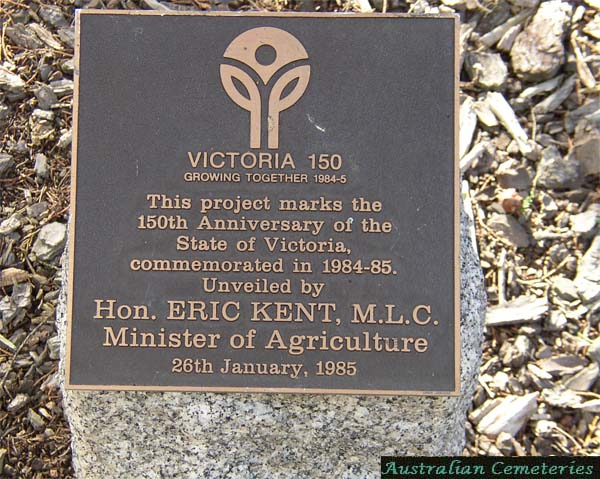 VICTORIA 150
GROWING TOGETHER 1984-5
This project marks the
150th Anniversary of the
State of Victoria,
commemorated in 1984-85.
Unveiled by
Hon. ERIC KENT, M.L.C.
Minister of Agriculture
26th January, 1985
Australian Cemeteries